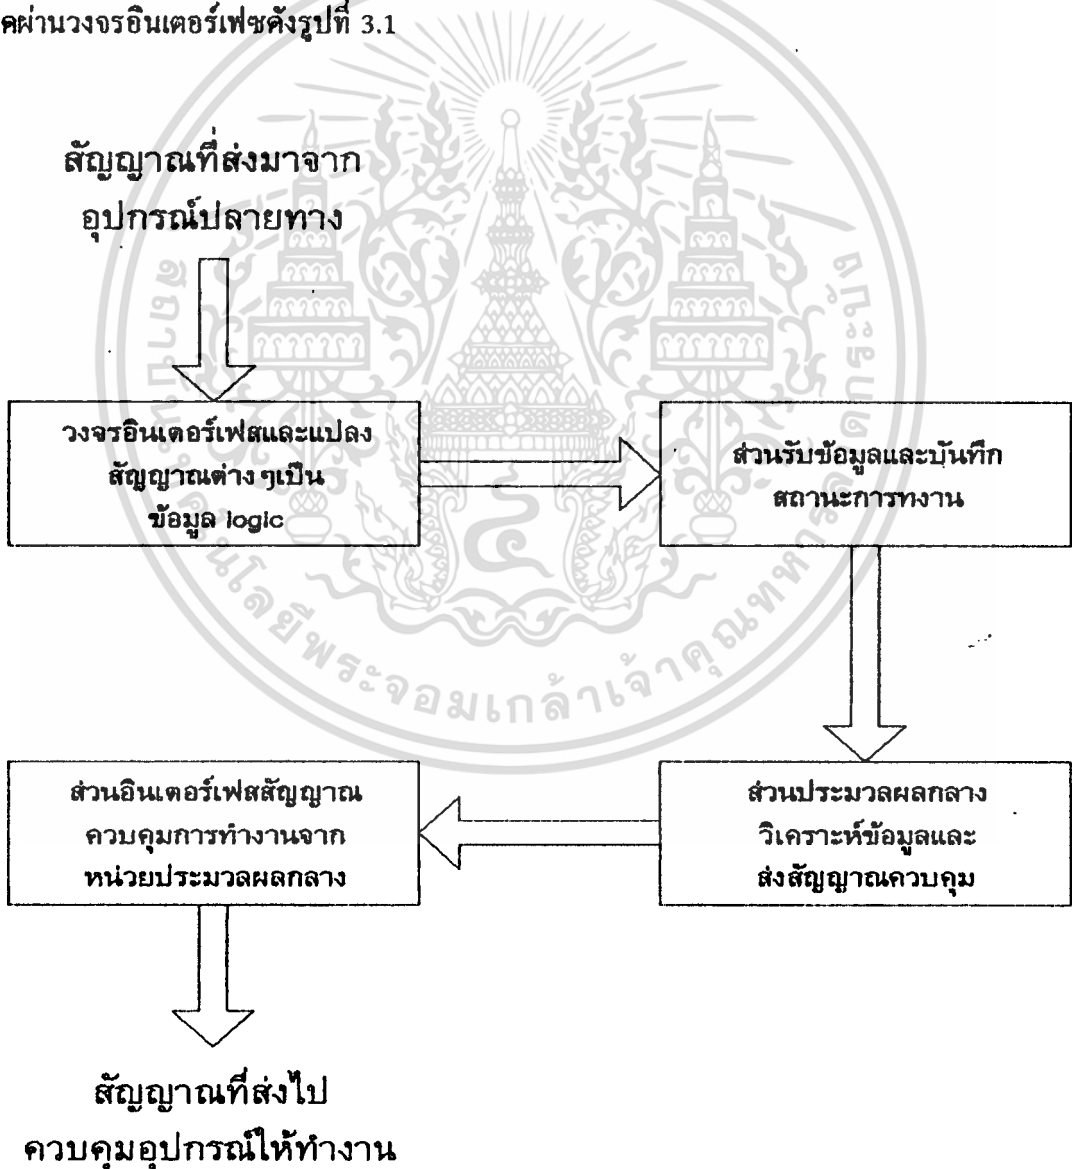 คผ่านวงจรอินเตอร์เฟซดังรูปที่ 3.1
สัญญาณที่ส่งมาจาก
อุปกรณ์ปลายทาง
วงจรอินเตอร์เฟสและแปลง
สัญญาณต่างๆเป็น
ข้อมูล logic
ส่วนรับข้อมูลและบันทึก
สถานะการทงาน
ส่วนประมวลผลกลาง
วิเคราะห์ข้อมูลและ
ส่งสัญญาณควบคุม
ส่วนอินเตอร์เฟสสัญญาณ
ควบคุมการทำงานจาก
หน่วยประมวลผลกลาง
สัญญาณที่ส่งไป
ควบคุมอุปกรณ์ให้ทำงาน